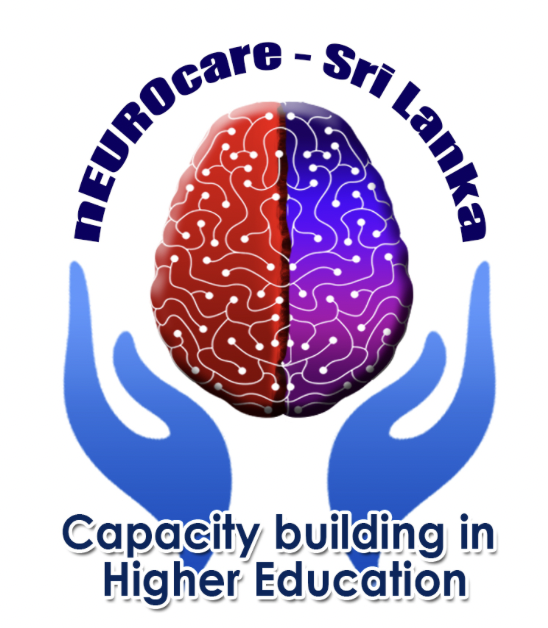 nEUROcare - Sri Lanka
Capacity building in
Higher Education